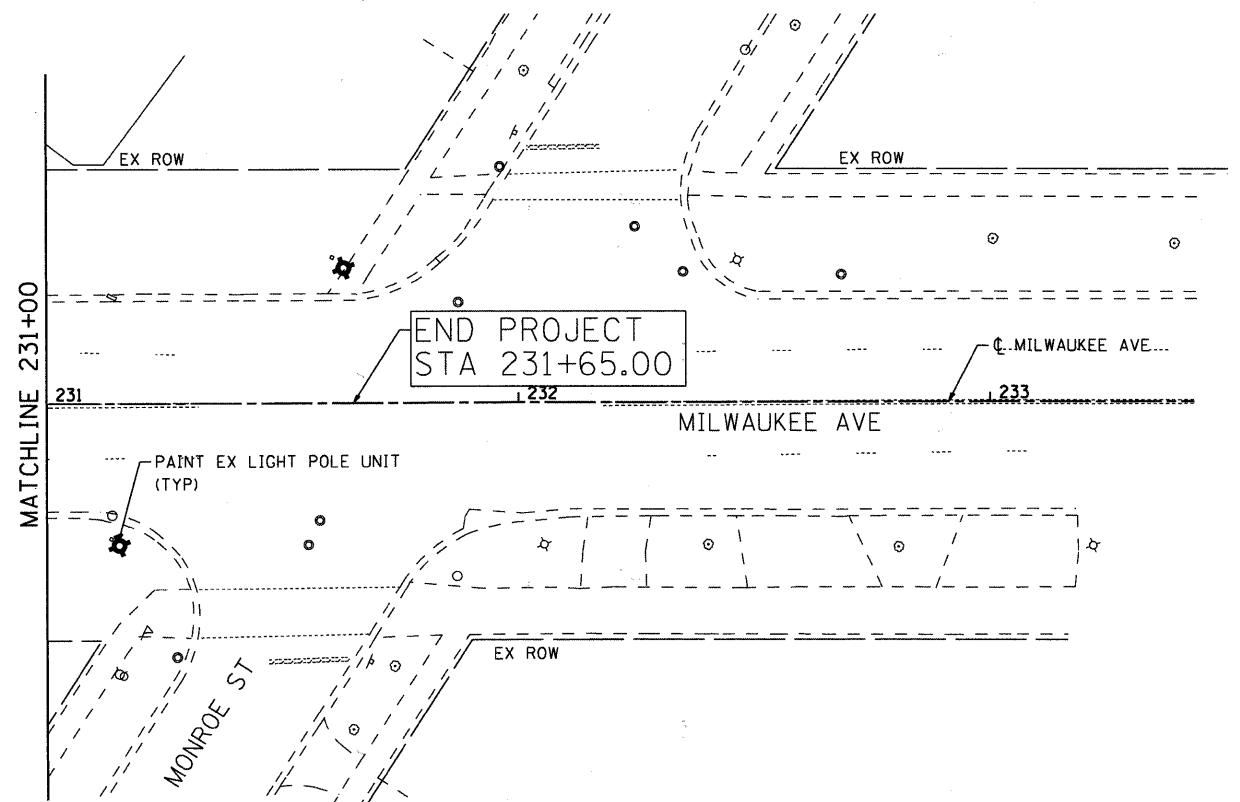 EX ROW
EX ROW
MATCHLINE 231+00
END PROJECT
STA 231+65.00
℄ MILWAUKEE AVE
231
232
233
MILWAUKEE AVE
PAINT EX LIGHT POLE UNIT
(TYP)
EX ROW
MONROE ST